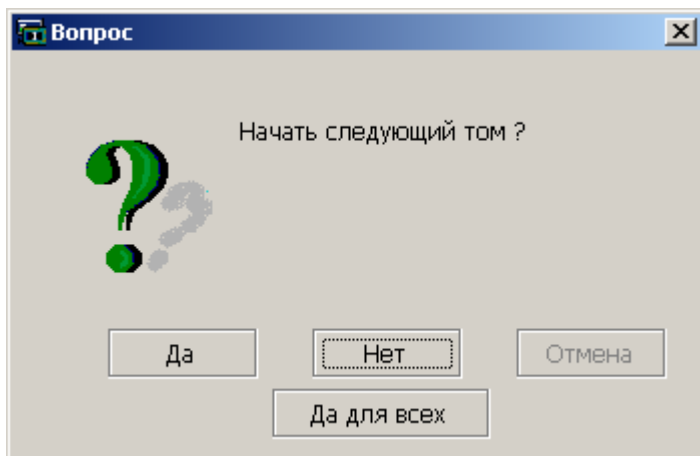 Вопрос
Начать следующий том ?
Да
Нет
Отмена
Да для всех